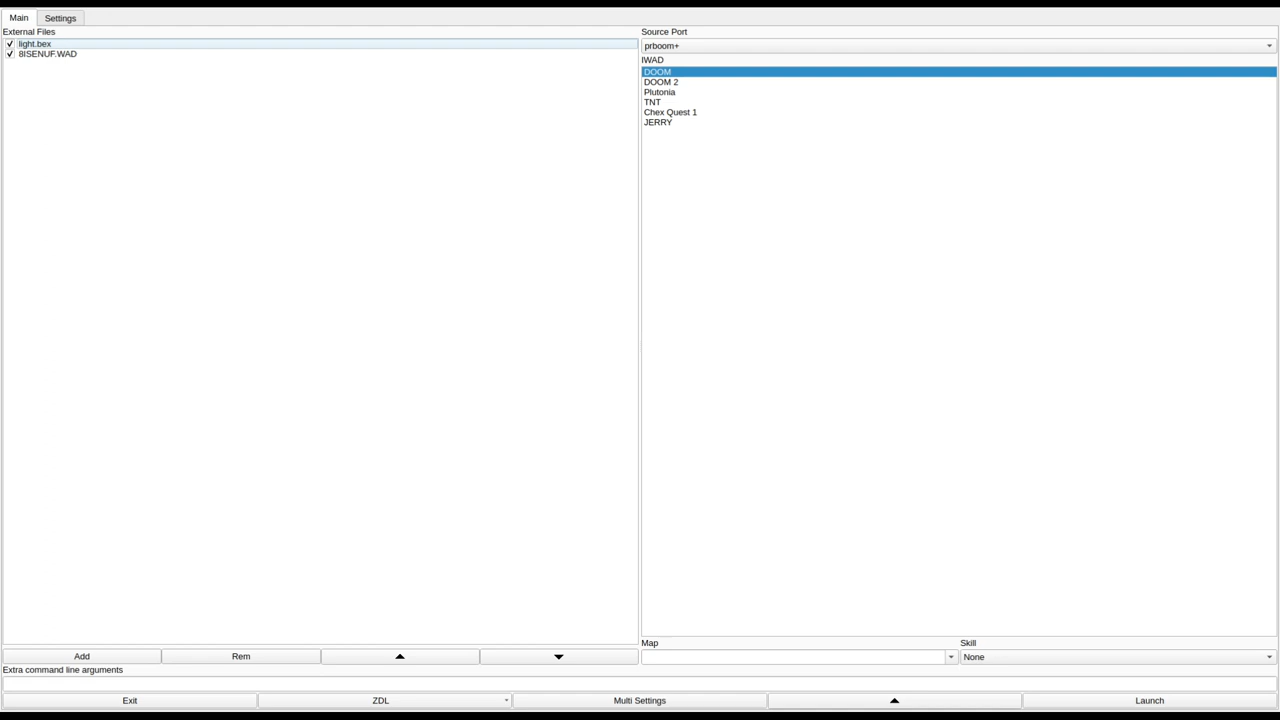 Main
Settings
External Files
light.bex
8ISENUF.WAD
Source Port
prboom+
IWAD
DOOM
DOOM 2
Plutonia
TNT
Chex Quest 1
JERRY
Map
Skill
None
Add
Rem
Extra command line arguments
Exit
ZDL
Multi Settings
Launch